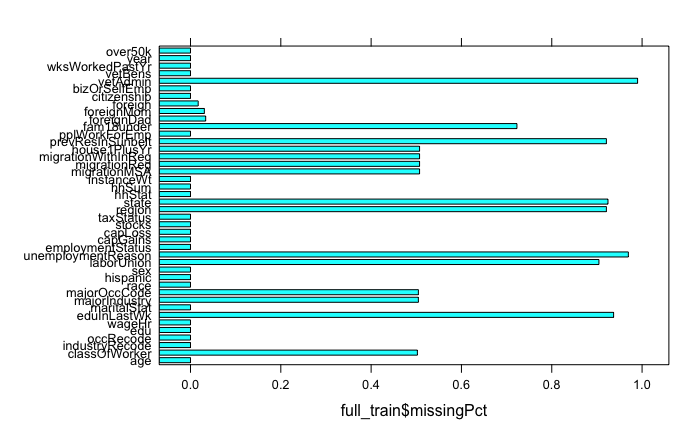 over50k
year
wksWorkedPastYr
vetBens
vetAdmin
bizOrSelfEmp
citizenship
foreign
foreignMom
foreignDad
famUnder
pplWorkForEmp
prevResInSunbelt
house1PlusYr
migrationWithinReg
migrationReg
migrationMSA
instanceWt
hhSum
hhStat
state
region
taxStatus
stocks
capLoss
capGains
employmentStatus
unemploymentReason
laborUnion
sex
hispanic
race
majorOccCode
majorIndustry
maritalStat
eduInLastWk
wageHr
edu
occRecode
industryRecode
classOfWorker
age
0.0 0.2 0.4 0.6 0.8 1.0
full_train$missingPct